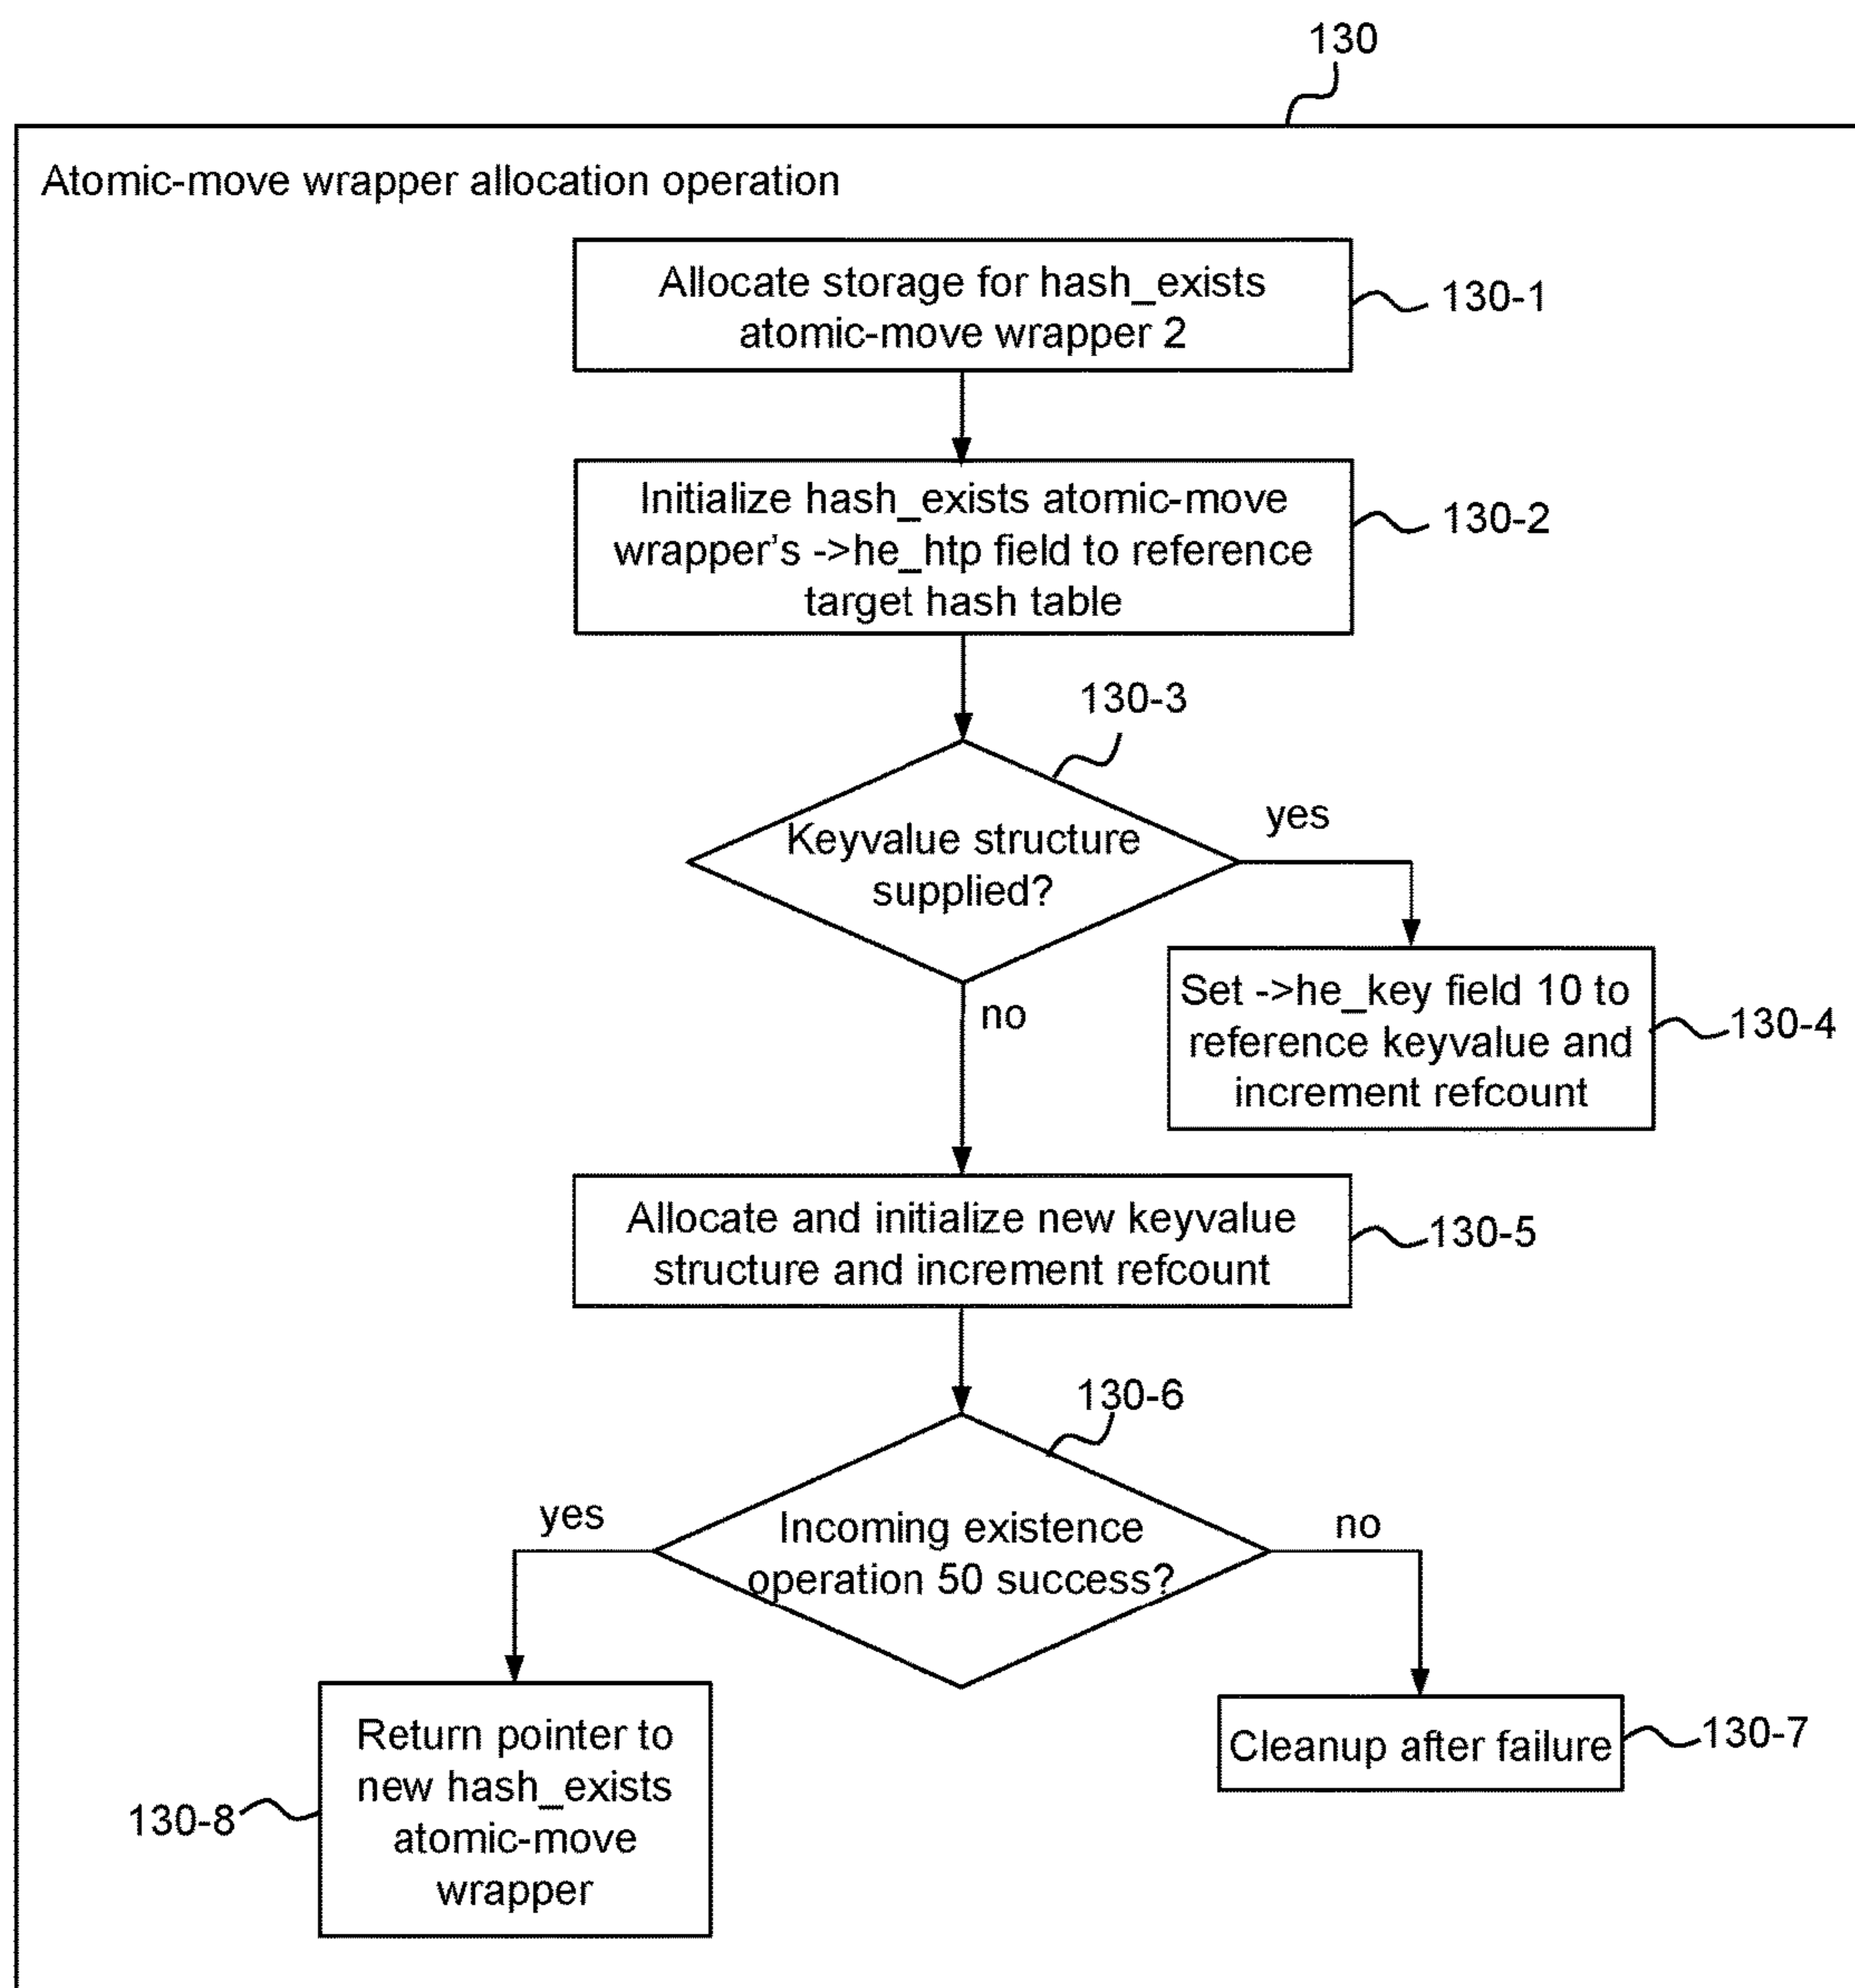 130
Atomic-move wrapper allocation operation
Allocate storage for hash_exists
atomic-move wrapper 2
130-1
Initialize hash_exists atomic-move
wrapper's ->he_htp field to reference
target hash table
130-2
130-3
Keyvalue structure
supplied?
yes
no
Set ->he_key field 10 to
reference keyvalue and
increment refcount
130-4
Allocate and initialize new keyvalue
structure and increment refcount
130-5
130-6
Incoming existence
operation 50 success?
yes
no
Return pointer to
new hash_exists
atomic-move
wrapper
130-8
Cleanup after failure
130-7